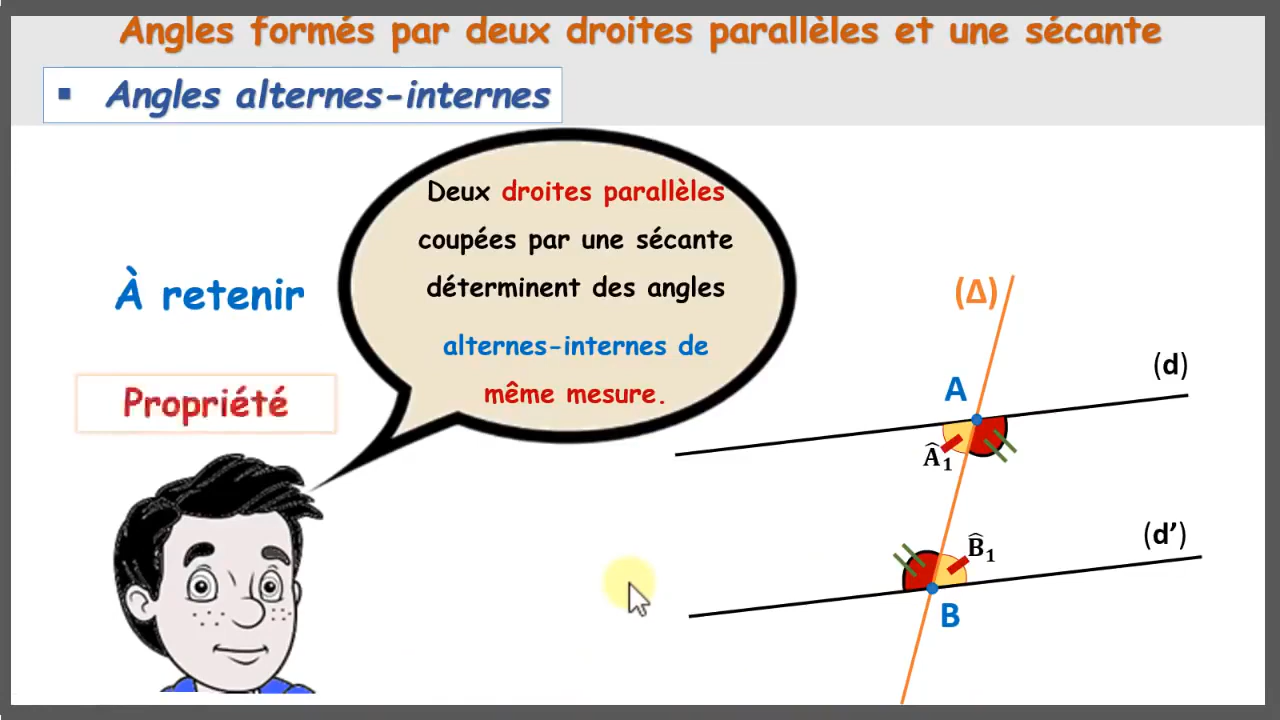 Angles formés par deux droites parallèles et une sécante
▪ Angles alternes-internes
Deux droites parallèles
coupées par une sécante
déterminent des angles
alternes-internes de
même mesure.
À retenir
Propriété
(Δ)
(d)
A
Â₁
(d’)
B̂₁
B